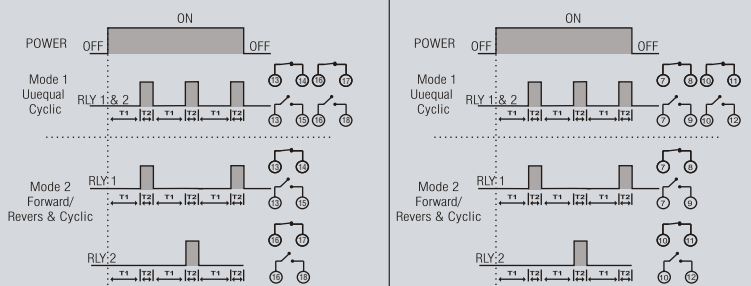 ON
POWER OFF OFF
Mode 1
Uuequal
Cyclic
RLY 1 & 2
T1 T2 T1 T2 T1 T2
13 14 16 17
13 15 16 18
Mode 2
Forward/
Revers & Cyclic
RLY 1
T1 T2 T1 T2 T1 T2
13 14
13 15
RLY 2
T1 T2 T1 T2 T1 T2
16 17
16 18
ON
POWER OFF OFF
Mode 1
Uuequal
Cyclic
RLY 1 & 2
T1 T2 T1 T2 T1 T2
7 8 10 11
7 9 10 12
Mode 2
Forward/
Revers & Cyclic
RLY 1
T1 T2 T1 T2 T1 T2
7 8
7 9
RLY 2
T1 T2 T1 T2 T1 T2
10 11
10 12